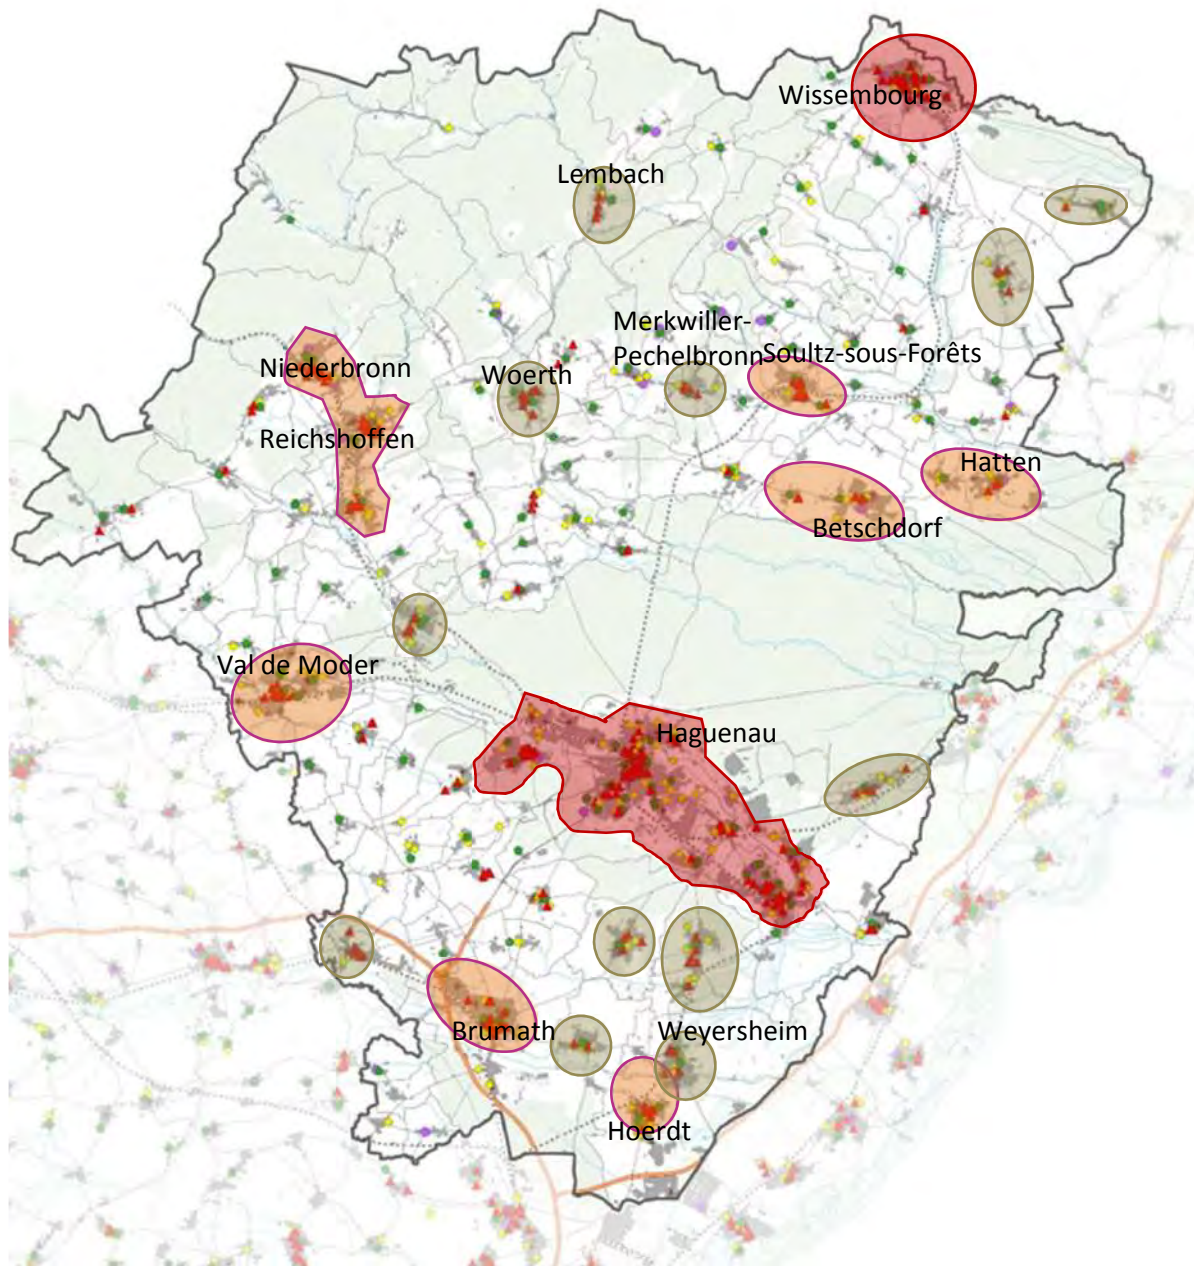 Wissembourg
Lembach
Merkwiller-
Pechelbronn
Soultz-sous-Forêts
Niederbronn
Woerth
Reichshoffen
Hatten
Betschdorf
Val de Moder
Haguenau
Brumath
Weyersheim
Hoerdt